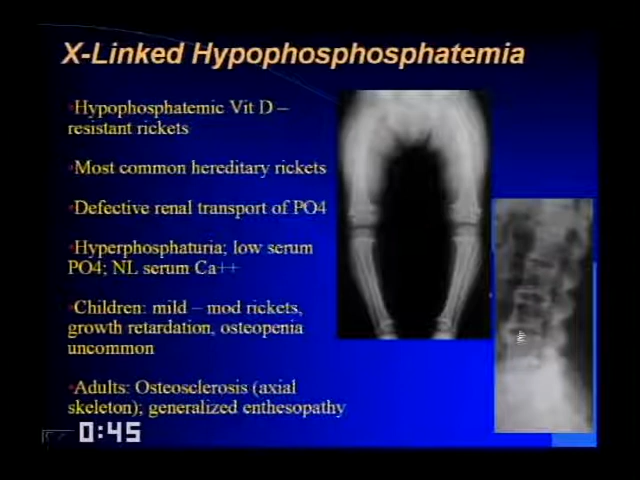 X-Linked Hypophosphosphatemia
•Hypophosphatemic Vit D –
resistant rickets
•Most common hereditary rickets
•Defective renal transport of PO4
•Hyperphosphaturia; low serum
PO4; NL serum Ca++
•Children: mild – mod rickets,
growth retardation, osteopenia
uncommon
•Adults: Osteosclerosis (axial
skeleton); generalized enthesopathy
0:45